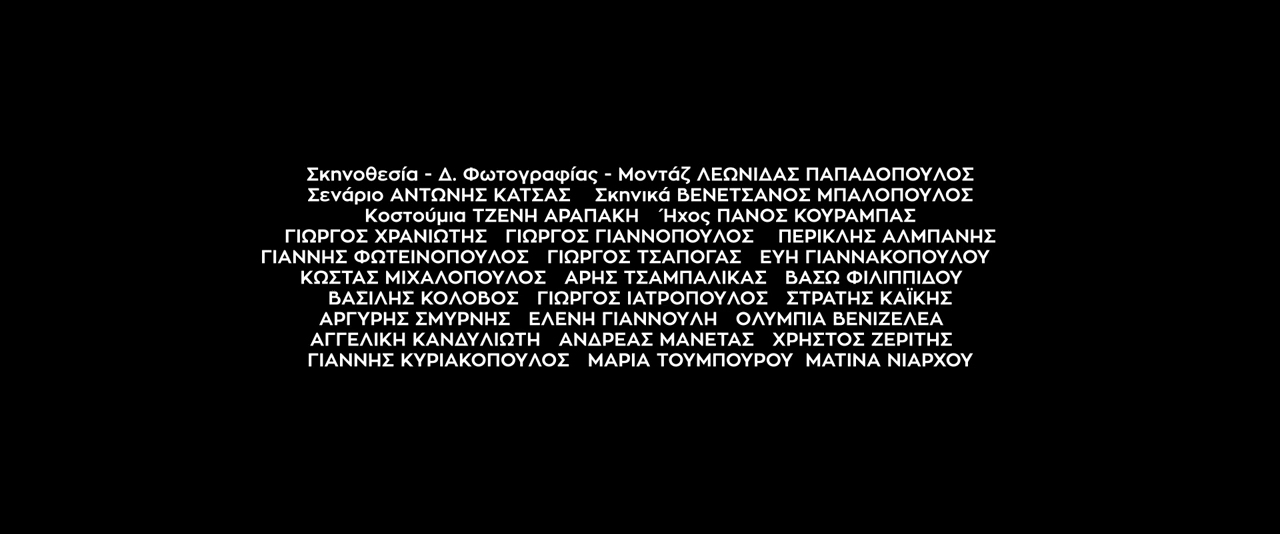 Σκηνοθεσία - Δ. Φωτογραφίας - Μοντάζ ΛΕΩΝΙΔΑΣ ΠΑΠΑΔΟΠΟΥΛΟΣ
Σενάριο ΑΝΤΩΝΗΣ ΚΑΤΣΑΣ Σκηνικά ΒΕΝΕΤΣΑΝΟΣ ΜΠΑΛΟΠΟΥΛΟΣ
Κοστούμια ΤΖΕΝΗ ΑΡΑΠΑΚΗ Ήχος ΠΑΝΟΣ ΚΟΥΡΑΜΠΑΣ
ΓΙΩΡΓΟΣ ΧΡΑΝΙΩΤΗΣ ΓΙΩΡΓΟΣ ΓΙΑΝΝΟΠΟΥΛΟΣ ΠΕΡΙΚΛΗΣ ΑΛΜΠΑΝΗΣ
ΓΙΑΝΝΗΣ ΦΩΤΕΙΝΟΠΟΥΛΟΣ ΓΙΩΡΓΟΣ ΤΣΑΠΟΓΑΣ ΕΥΗ ΓΙΑΝΝΑΚΟΠΟΥΛΟΥ
ΚΩΣΤΑΣ ΜΙΧΑΛΟΠΟΥΛΟΣ ΑΡΗΣ ΤΣΑΜΠΑΛΙΚΑΣ ΒΑΣΩ ΦΙΛΙΠΠΙΔΟΥ
ΒΑΣΙΛΗΣ ΚΟΛΟΒΟΣ ΓΙΩΡΓΟΣ ΙΑΤΡΟΠΟΥΛΟΣ ΣΤΡΑΤΗΣ ΚΑΪΚΗΣ
ΑΡΓΥΡΗΣ ΣΜΥΡΝΗΣ ΕΛΕΝΗ ΓΙΑΝΝΟΥΛΗ ΟΛΥΜΠΙΑ ΒΕΝΙΖΕΛΕΑ
ΑΓΓΕΛΙΚΗ ΚΑΝΔΥΛΙΩΤΗ ΑΝΔΡΕΑΣ ΜΑΝΕΤΑΣ ΧΡΗΣΤΟΣ ΖΕΡΙΤΗΣ
ΓΙΑΝΝΗΣ ΚΥΡΙΑΚΟΠΟΥΛΟΣ ΜΑΡΙΑ ΤΟΥΜΠΟΥΡΟΥ ΜΑΤΙΝΑ ΝΙΑΡΧΟΥ